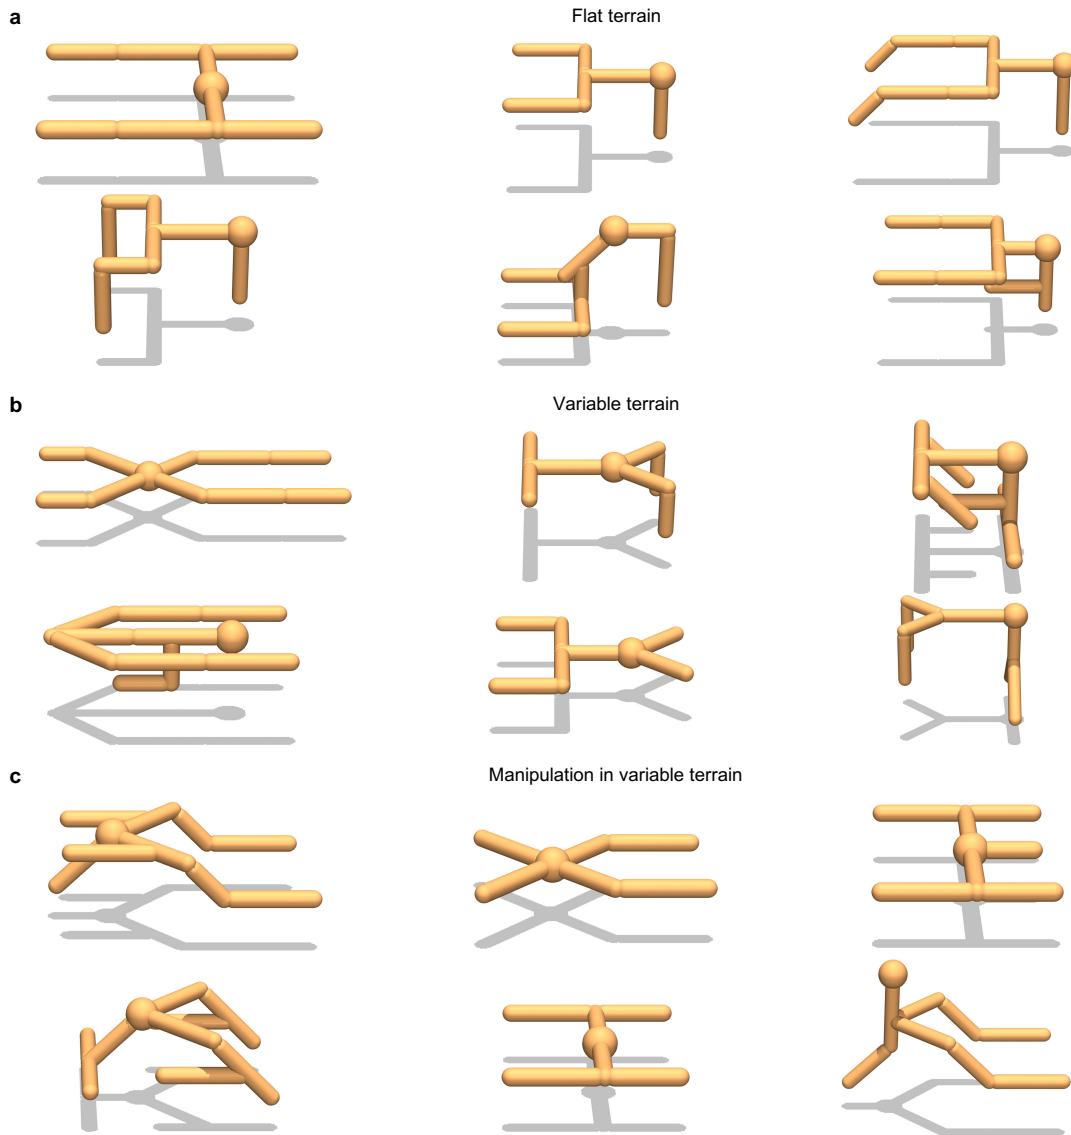 a
Flat terrain
b
Variable terrain
c
Manipulation in variable terrain